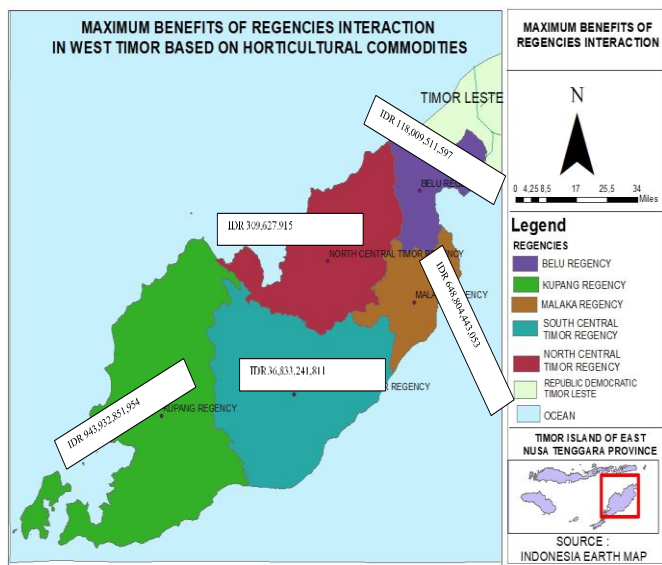 MAXIMUM BENEFITS OF REGENCIES INTERACTION
IN WEST TIMOR BASED ON HORTICULTURAL COMMODITIES
TIMOR LESTE
IDR 118,009,511,597
BELU
IDR 309,627,915
NORTH CENTRAL TIMOR REGENCY
IDR 648,804,443,053
IDR 36,833,241,811
REGENCY
IDR 943,932,851,954
KUPANG REGENCY
MAXIMUM BENEFITS OF
REGENCIES INTERACTION
N
0 4,25 8,5 17 25,5 34
Miles
Legend
REGENCIES
BELU REGENCY
KUPANG REGENCY
MALAKA REGENCY
SOUTH CENTRAL
TIMOR REGENCY
NORTH CENTRAL
TIMOR REGENCY
REPUBLIC DEMOCRATIC
TIMOR LESTE
OCEAN
TIMOR ISLAND OF EAST
NUSA TENGGARA PROVINCE
SOURCE :
INDONESIA EARTH MAP